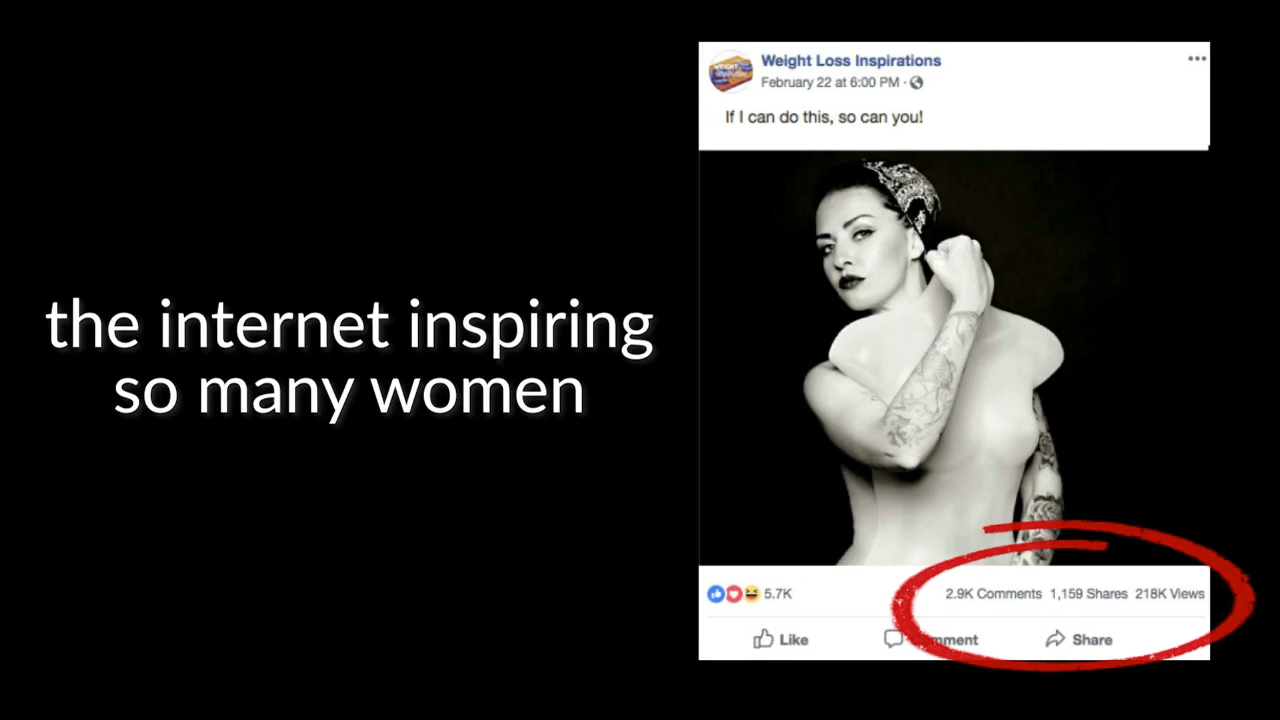 the internet inspiring
so many women
Weight Loss Inspirations
February 22 at 6:00 PM ·
If I can do this, so can you!
5.7K
2.9K Comments 1,159 Shares 218K Views
Like
Comment
Share